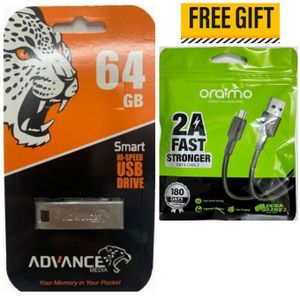 FREE GIFT
64
GB
Smart
HI-SPEED
USB
DRIVE
ADVANCE
ADVANCE
MEDIA
Your Memory in Your Pocket
oraimo
2A
FAST
STRONGER
DATA CABLE
180
DAYS